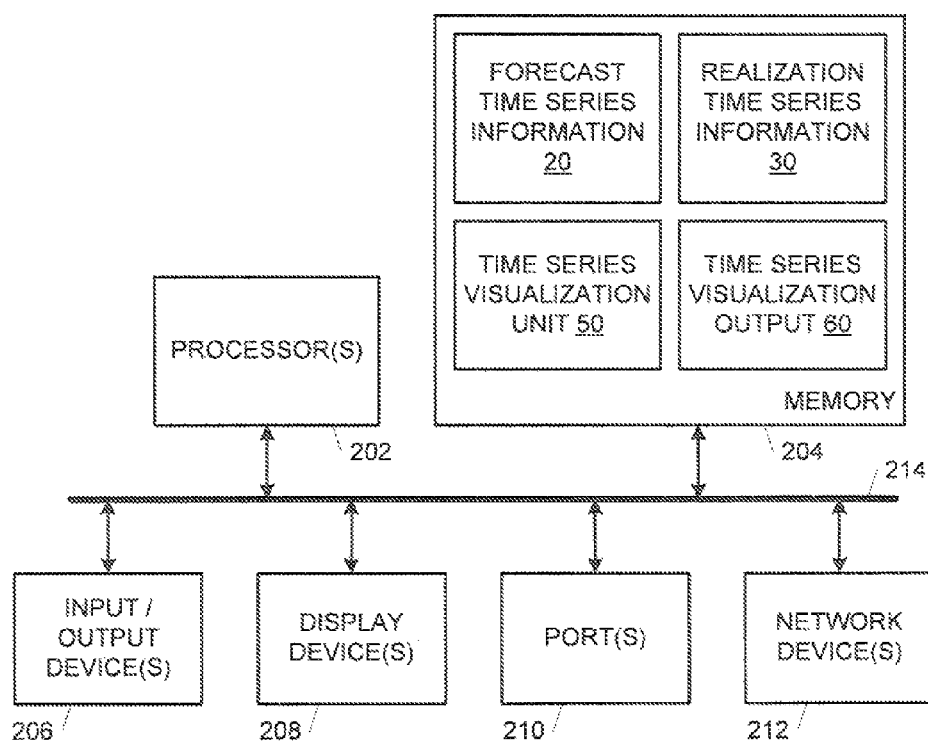 FORECAST
TIME SERIES
INFORMATION
20
REALIZATION
TIME SERIES
INFORMATION
30
TIME SERIES
VISUALIZATION
UNIT 50
TIME SERIES
VISUALIZATION
OUTPUT 60
MEMORY
PROCESSOR(S)
202
204
214
INPUT /
OUTPUT
DEVICE(S)
DISPLAY
DEVICE(S)
PORT(S)
NETWORK
DEVICE(S)
206
208
210
212